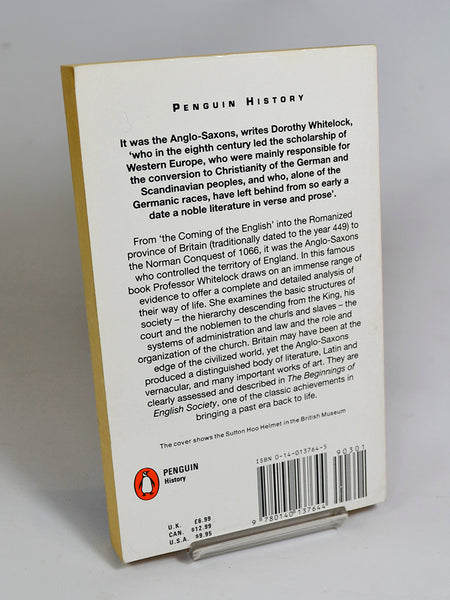 PENGUIN HISTORY
It was the Anglo-Saxons, writes Dorothy Whitelock,
‘who in the eighth century led the scholarship of
Western Europe, who were mainly responsible for
the conversion to Christianity of the German and
Scandinavian peoples, and who, alone of the
Germanic races, have left behind from so early a
date a noble literature in verse and prose’.
From ‘the Coming of the English’ into the Romanized
province of Britain (traditionally dated to the year 449) to
the Norman Conquest of 1066, it was the Anglo-Saxons
who controlled the territory of England. In this famous
book Professor Whitelock draws on an immense range of
evidence to offer a complete and detailed analysis of
their way of life. She examines the basic structures of
society – the hierarchy descending from the King, his
court and the noblemen to the churls and slaves – the
systems of administration and law and the role and
organization of the church. Britain may have been at the
edge of the civilized world, yet the Anglo-Saxons
produced a distinguished body of literature, Latin and
vernacular, and many important works of art. They are
clearly assessed and described in The Beginnings of
English Society, one of the classic achievements in
bringing a past era back to life.
The cover shows the Sutton Hoo Helmet in the British Museum
PENGUIN
History
U.K. £6.99
CAN. $12.99
U.S.A. $9.95
ISBN 0-14-013764-5
90301
9 780140 137644